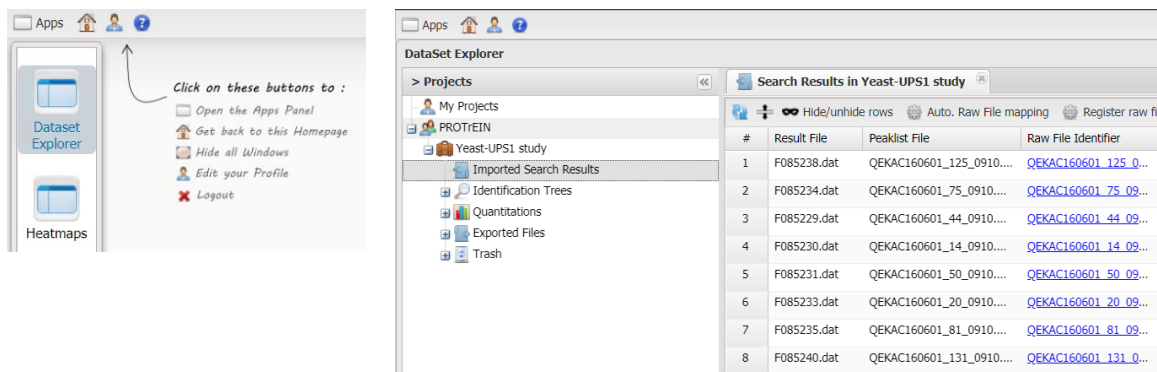 Apps
Click on these buttons to :
Open the Apps Panel
Get back to this Homepage
Hide all Windows
Edit your Profile
Logout
Dataset
Explorer
Heatmaps
Apps
DataSet Explorer
> Projects
My Projects
PROTrEIN
Yeast-UPS1 study
Imported Search Results
Identification Trees
Quantitations
Exported Files
Trash
Search Results in Yeast-UPS1 study
Hide/unhide rows Auto. Raw File mapping Register raw fi
# Result File Peaklist File Raw File Identifier
1 F085238.dat QEKAC160601_125_0910.... QEKAC160601_125_0...
2 F085234.dat QEKAC160601_75_0910.... QEKAC160601_75_09...
3 F085229.dat QEKAC160601_44_0910.... QEKAC160601_44_09...
4 F085230.dat QEKAC160601_14_0910.... QEKAC160601_14_09...
5 F085231.dat QEKAC160601_50_0910.... QEKAC160601_50_09...
6 F085233.dat QEKAC160601_20_0910.... QEKAC160601_20_09...
7 F085235.dat QEKAC160601_81_0910.... QEKAC160601_81_09...
8 F085240.dat QEKAC160601_131_0910.... QEKAC160601_131_0...